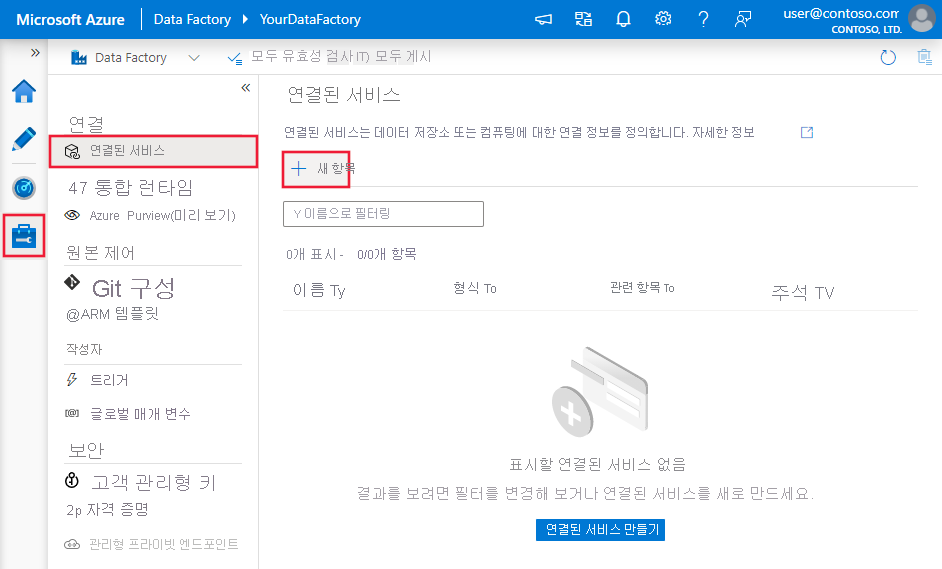 Microsoft Azure Data Factory YourDataFactory user@contoso.com
CONTOSO, LTD.
Data Factory 모두 유효성 검사 IT) 모두 게시
연결
연결된 서비스
47 통합 런타임
Azure Purview(미리 보기)
원본 제어
Git 구성
@ARM 템플릿
작성자
트리거
글로벌 매개 변수
보안
고객 관리형 키
2p 자격 증명
관리형 프라이빗 엔드포인트
연결된 서비스
연결된 서비스는 데이터 저장소 또는 컴퓨팅에 대한 연결 정보를 정의합니다. 자세한 정보
새 항목
Y 이름으로 필터링
0개 표시 - 0/0개 항목
이름 Ty 형식 To 관련 항목 To 주석 TV
표시할 연결된 서비스 없음
결과를 보려면 필터를 변경해 보거나 연결된 서비스를 새로 만드세요.
연결된 서비스 만들기